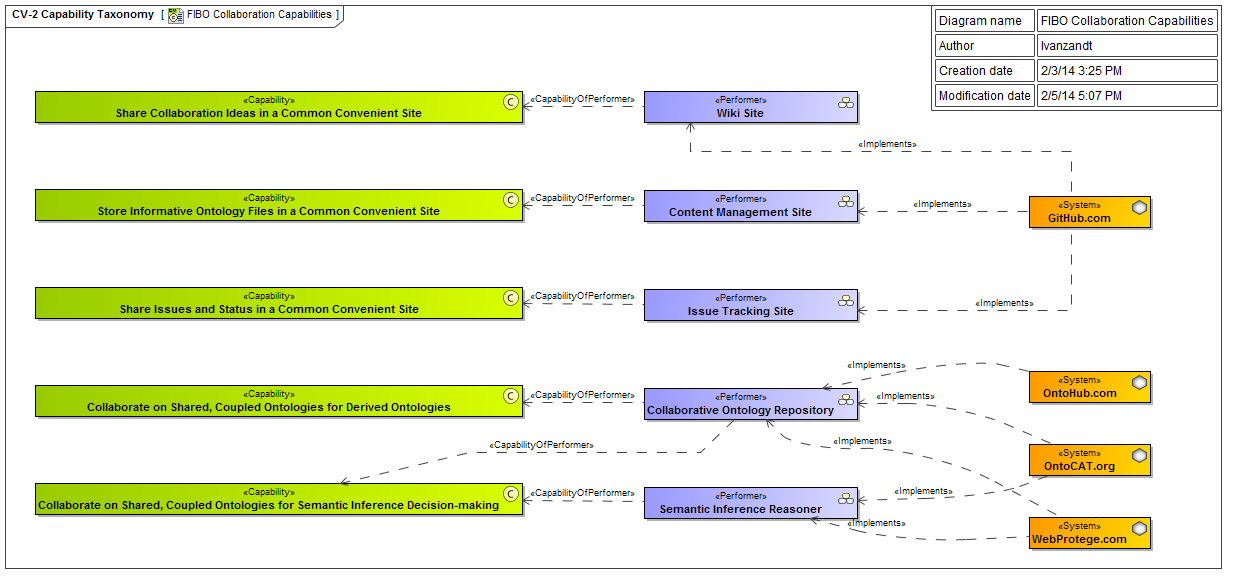 CV-2 Capability Taxonomy [ FIBO Collaboration Capabilities ]
Diagram name FIBO Collaboration Capabilities
Author lvanzandt
Creation date 2/3/14 3:25 PM
Modification date 2/5/14 5:07 PM
«Capability»
Share Collaboration Ideas in a Common Convenient Site
C
«CapabilityOfPerformer»
«Performer»
Wiki Site
«Implements»
«Capability»
Store Informative Ontology Files in a Common Convenient Site
C
«CapabilityOfPerformer»
«Performer»
Content Management Site
«Implements»
«System»
GitHub.com
«Capability»
Share Issues and Status in a Common Convenient Site
C
«CapabilityOfPerformer»
«Performer»
Issue Tracking Site
«Implements»
«Capability»
Collaborate on Shared, Coupled Ontologies for Derived Ontologies
C
«CapabilityOfPerformer»
«Performer»
Collaborative Ontology Repository
«Implements»
«System»
OntoHub.com
«Implements»
«CapabilityOfPerformer»
«Implements»
«System»
OntoCAT.org
«Capability»
Collaborate on Shared, Coupled Ontologies for Semantic Inference Decision-making
C
«CapabilityOfPerformer»
«Performer»
Semantic Inference Reasoner
«Implements»
«Implements»
«System»
WebProtege.com